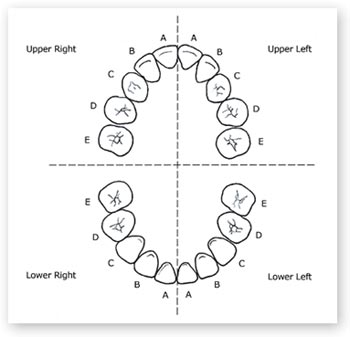 A A
Upper Right B B Upper Left
C C
D D
E E
E E
D D
C C
Lower Right B B Lower Left
A A